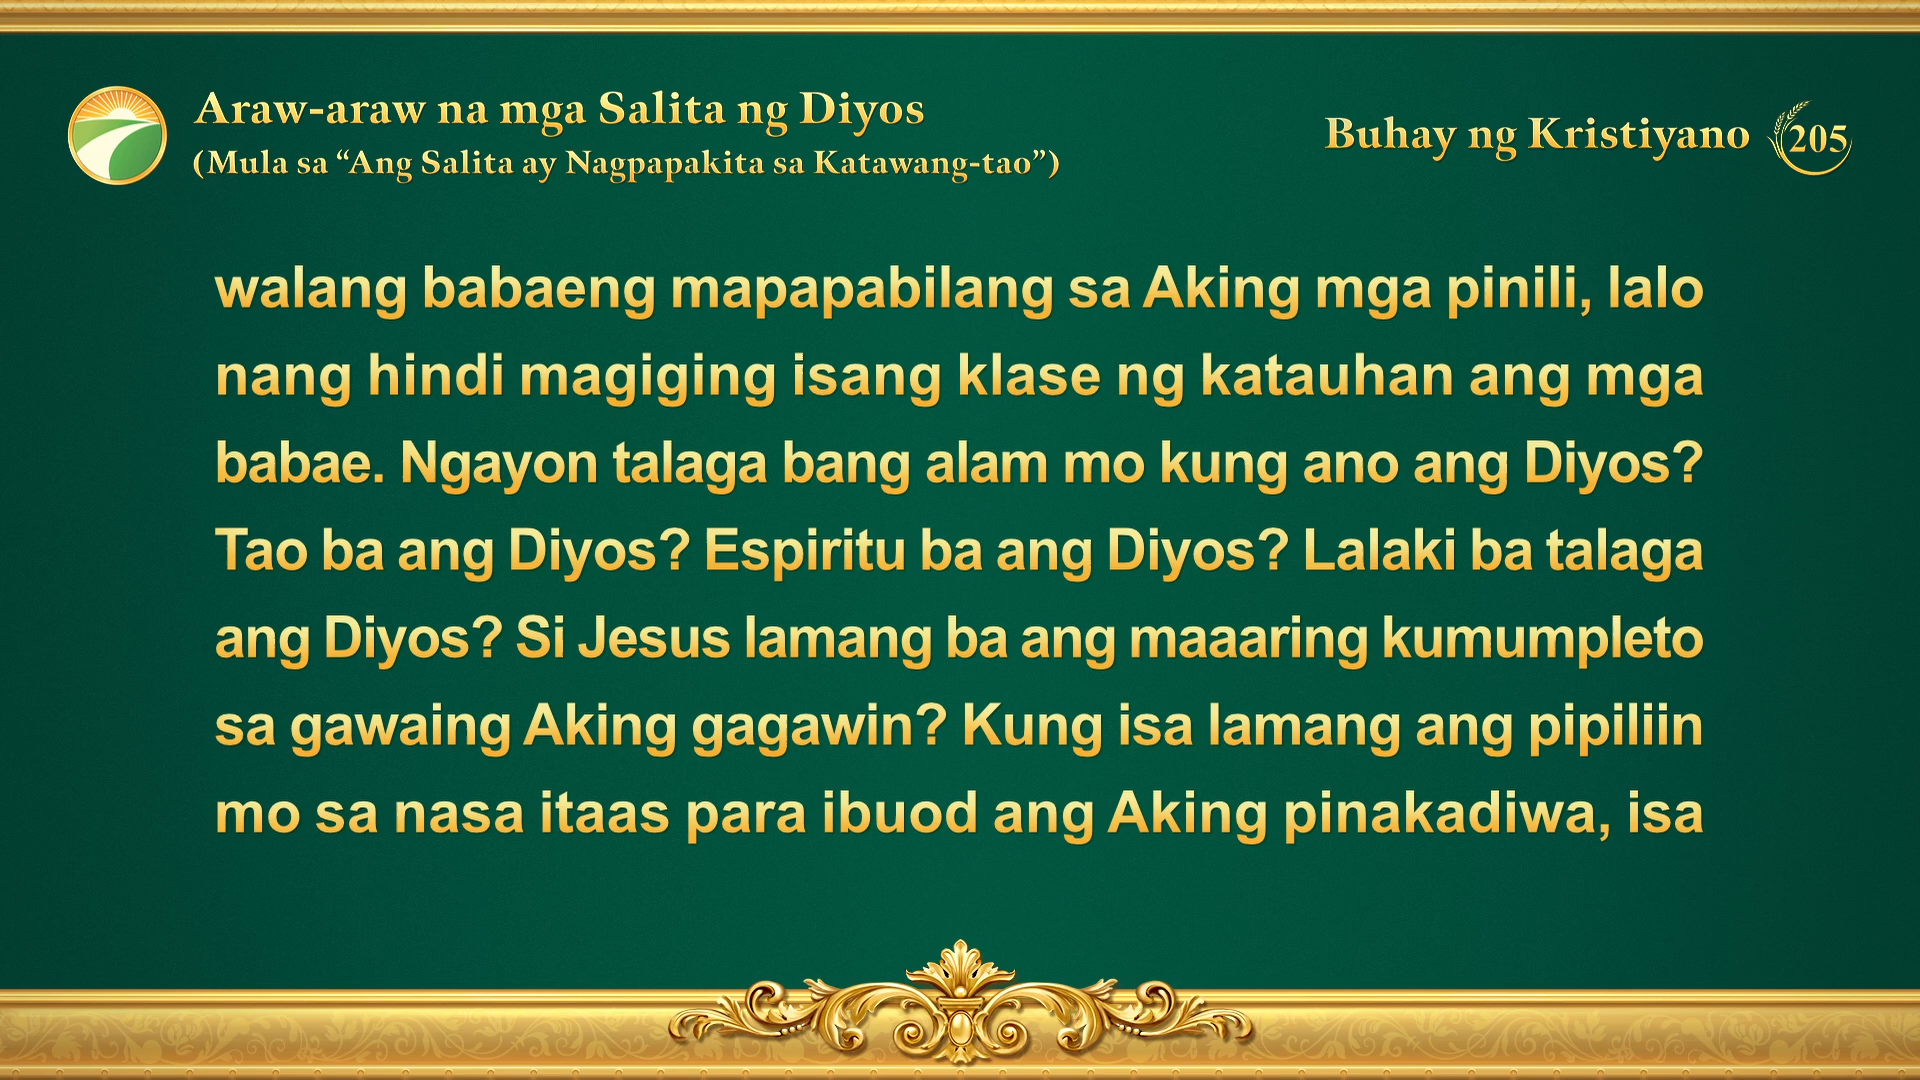 Araw-araw na mga Salita ng Diyos
(Mula sa “Ang Salita ay Nagpapakita sa Katawang-tao”)
Buhay ng Kristiyano 205
walang babaeng mapapabilang sa Aking mga pinili, lalo
nang hindi magiging isang klase ng katauhan ang mga
babae. Ngayon talaga bang alam mo kung ano ang Diyos?
Tao ba ang Diyos? Espiritu ba ang Diyos? Lalaki ba talaga
ang Diyos? Si Jesus lamang ba ang maaaring kumumpleto
sa gawaing Aking gagawin? Kung isa lamang ang pipiliin
mo sa nasa itaas para ibuod ang Aking pinakadiwa, isa